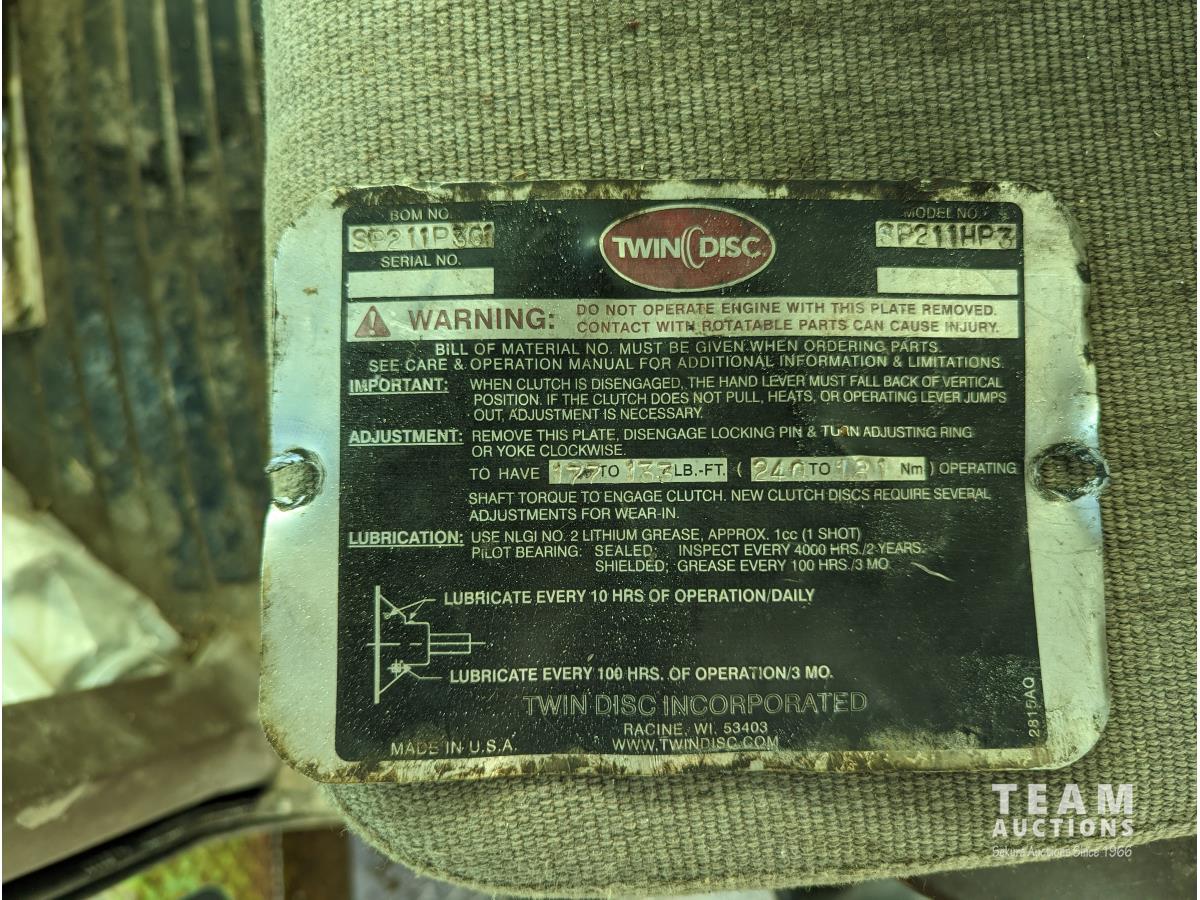 BOM NO.
SP211P3G1
SERIAL NO.
TWIN DISC
MODEL NO.
SP211HP3
WARNING: DO NOT OPERATE ENGINE WITH THIS PLATE REMOVED.
CONTACT WITH ROTATABLE PARTS CAN CAUSE INJURY.
BILL OF MATERIAL NO. MUST BE GIVEN WHEN ORDERING PARTS.
SEE CARE & OPERATION MANUAL FOR ADDITIONAL INFORMATION & LIMITATIONS.
IMPORTANT: WHEN CLUTCH IS DISENGAGED, THE HAND LEVER MUST FALL BACK OF VERTICAL
POSITION. IF THE CLUTCH DOES NOT PULL, HEATS, OR OPERATING LEVER JUMPS
OUT, ADJUSTMENT IS NECESSARY.
ADJUSTMENT: REMOVE THIS PLATE, DISENGAGE LOCKING PIN & TURN ADJUSTING RING
OR YOKE CLOCKWISE.
TO HAVE TO LB.-FT. ( TO Nm ) OPERATING
SHAFT TORQUE TO ENGAGE CLUTCH. NEW CLUTCH DISCS REQUIRE SEVERAL
ADJUSTMENTS FOR WEAR-IN.
LUBRICATION: USE NLGI NO. 2 LITHIUM GREASE, APPROX. 1cc (1 SHOT)
PILOT BEARING: SEALED; INSPECT EVERY 4000 HRS./2 YEARS.
SHIELDED; GREASE EVERY 100 HRS./3 MO.
LUBRICATE EVERY 10 HRS OF OPERATION/DAILY
LUBRICATE EVERY 100 HRS. OF OPERATION/3 MO.
TWIN DISC INCORPORATED
RACINE, WI. 53403
MADE IN U.S.A.
WWW.TWINDISC.COM
2815AQ
TEAM
AUCTIONS
Sekura Auctions Since 1966